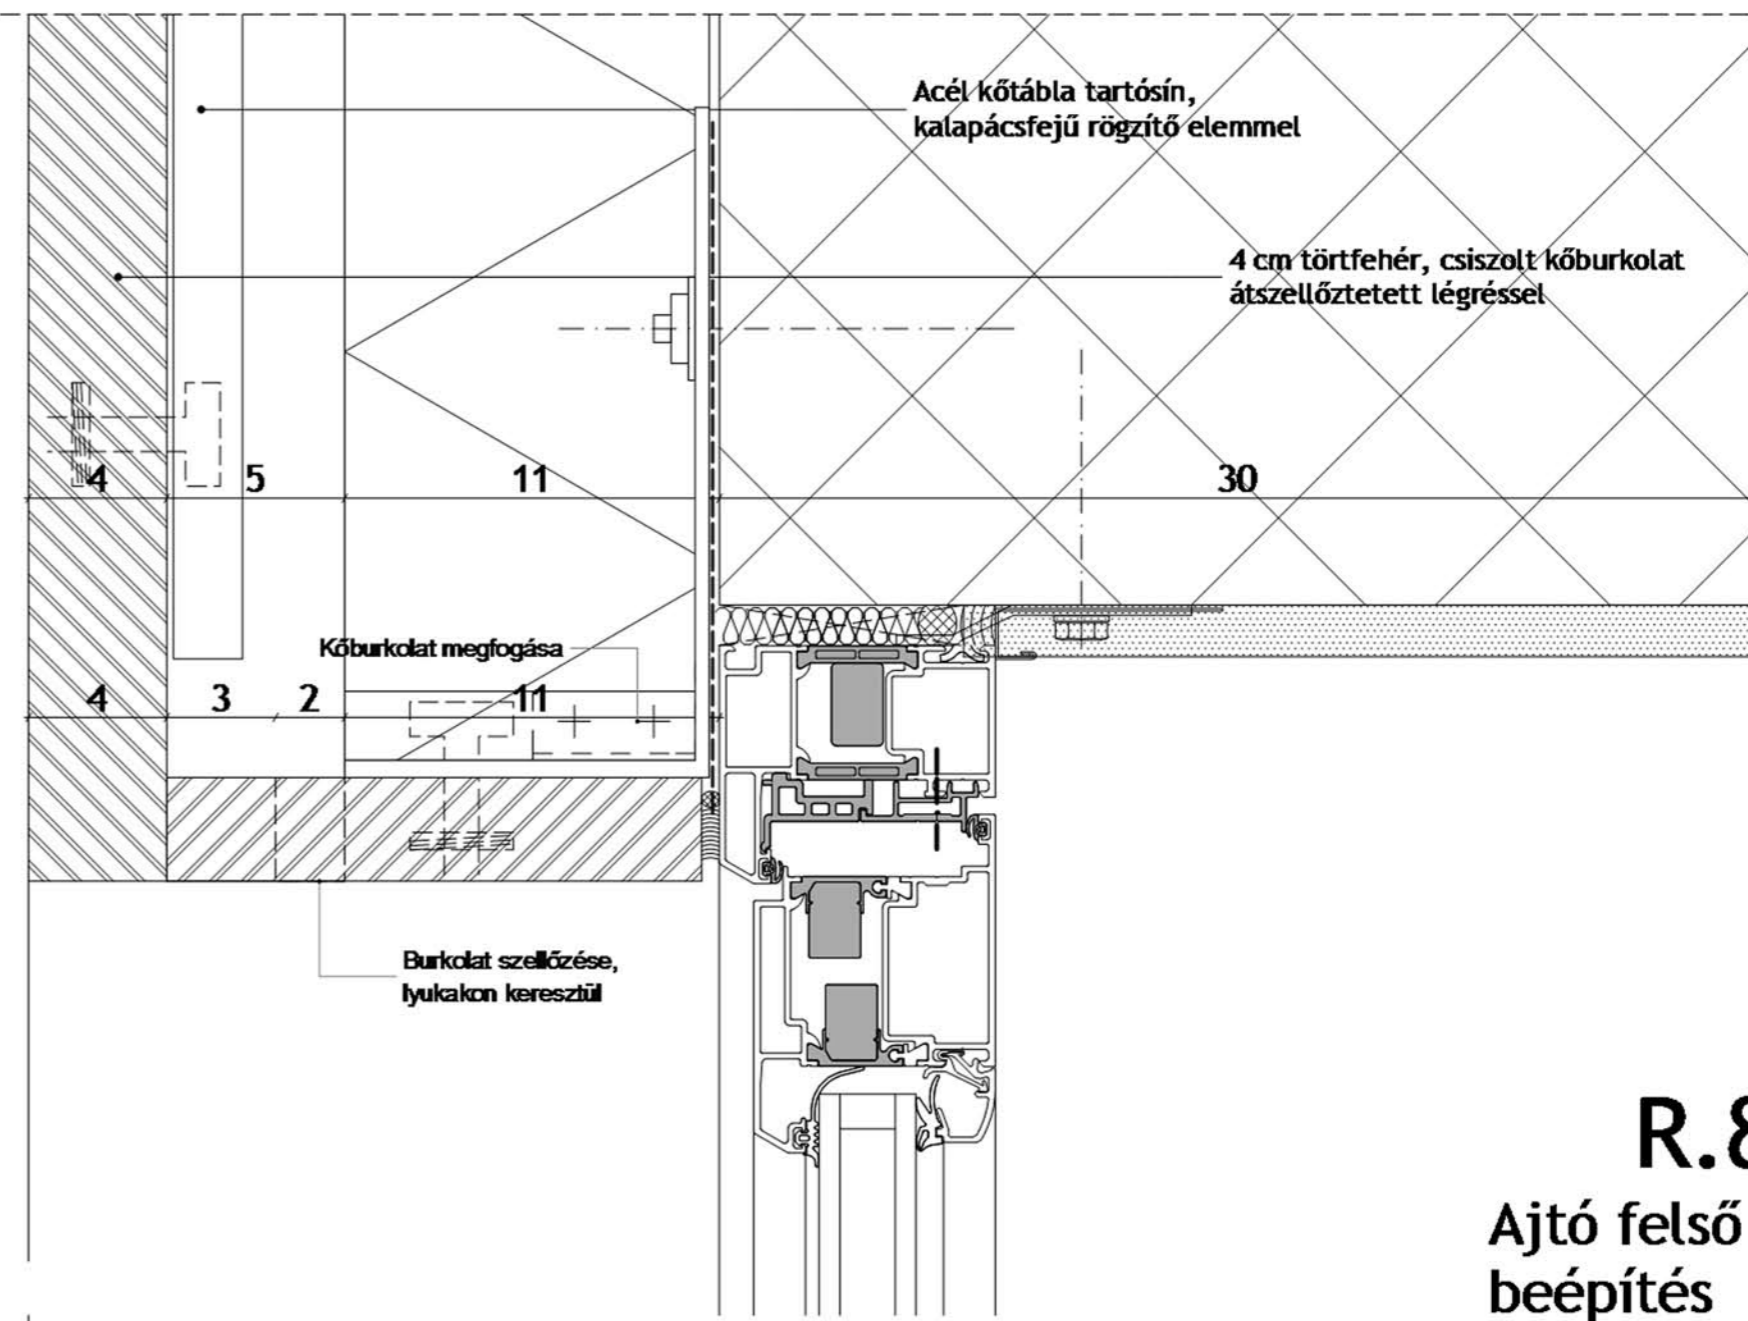 Acél kőtábla tartósín,
kalapácsfejű rögzítő elemmel
4 cm törtfehér, csiszolt kőburkolat
átszellőztetett légréssel
4 5 11 30
Kőburkolat megfogása
4 3 2 11
Burkolat szellőzése,
lyukakon keresztül
R.8
Ajtó felső
beépítés